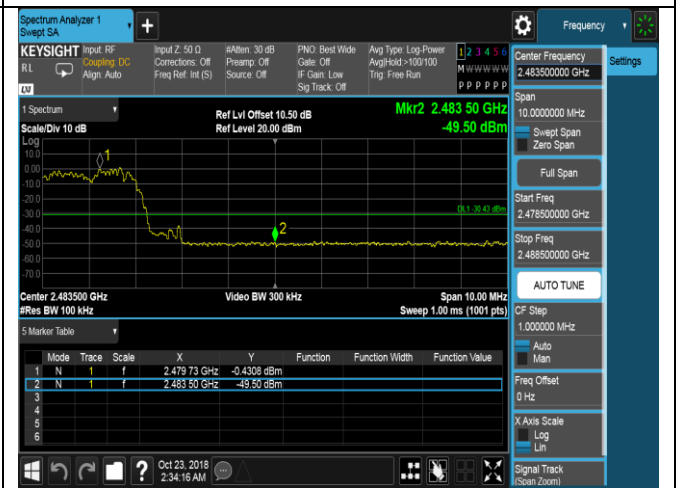 Spectrum Analyzer 1
Swept SA
+
Frequency
KEYSIGHT
RL
Input: RF
Coupling: DC
Align: Auto
Input Z: 50 Ω
Corrections: Off
Freq Ref: Int (S)
#Atten: 30 dB
Preamp: Off
Source: Off
PNO: Best Wide
Gate: Off
IF Gain: Low
Sig Track: Off
Avg Type: Log-Power
Avg|Hold:>100/100
Trig: Free Run
1 2 3 4 5 6
M W W W W W
P P P P P P
LXI
1 Spectrum
Scale/Div 10 dB
Ref Lvl Offset 10.50 dB
Ref Level 20.00 dBm
Mkr2 2.483 50 GHz
-49.50 dBm
Log
10.0
0.00
-10.0
-20.0
-30.0
-40.0
-50.0
-60.0
-70.0
1
2
DL1 -30.43 dBm
Center 2.483500 GHz
#Res BW 100 kHz
Video BW 300 kHz
Span 10.00 MHz
Sweep 1.00 ms (1001 pts)
5 Marker Table
Mode Trace Scale X Y Function Function Width Function Value
1 N 1 f 2.479 73 GHz -0.4308 dBm
2 N 1 f 2.483 50 GHz -49.50 dBm
3
4
5
6
?
Oct 23, 2018
2:34:16 AM
Center Frequency
2.483500000 GHz
Settings
Span
10.0000000 MHz
Swept Span
Zero Span
Full Span
Start Freq
2.478500000 GHz
Stop Freq
2.488500000 GHz
AUTO TUNE
CF Step
1.000000 MHz
Auto
Man
Freq Offset
0 Hz
X Axis Scale
Log
Lin
Signal Track
(Span Zoom)